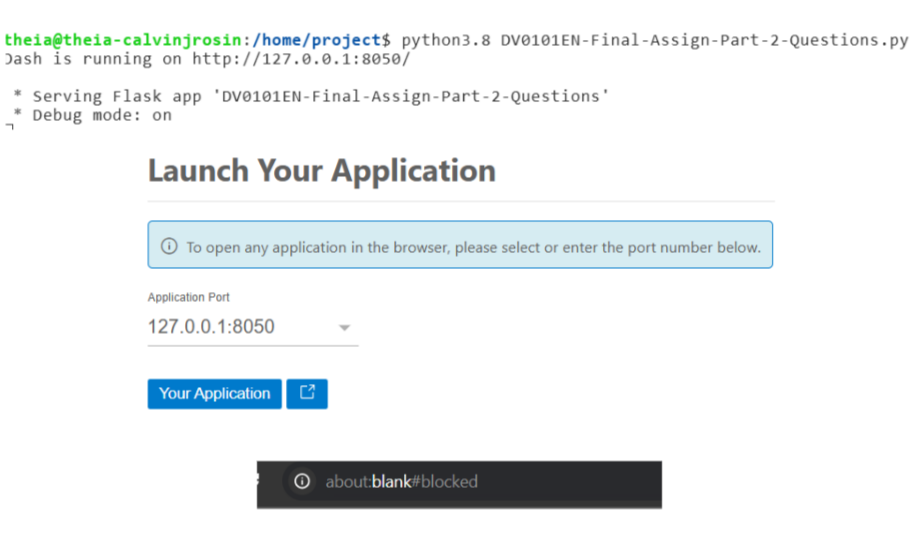 theia@theia-calvinjrosin:/home/project$ python3.8 DV0101EN-Final-Assign-Part-2-Questions.py
Dash is running on http://127.0.0.1:8050/
* Serving Flask app 'DV0101EN-Final-Assign-Part-2-Questions'
* Debug mode: on
Launch Your Application
To open any application in the browser, please select or enter the port number below.
Application Port
127.0.0.1:8050
Your Application
about:blank#blocked